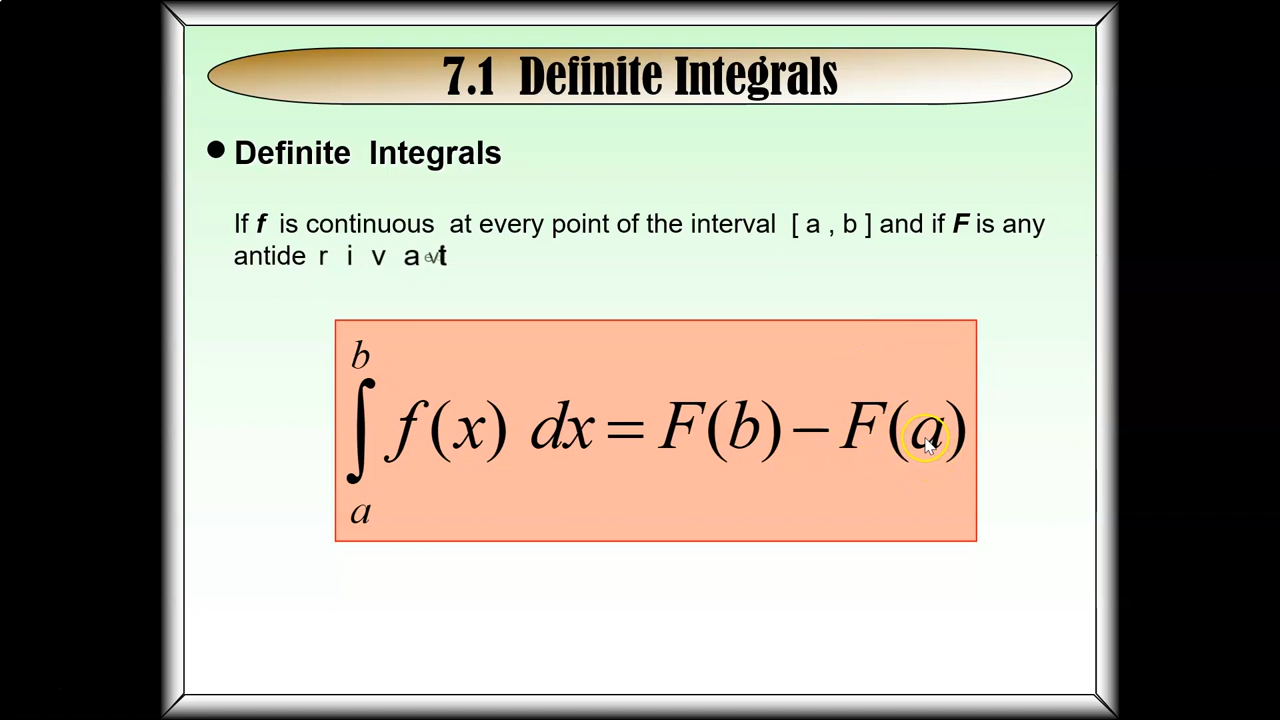 7.1 Definite Integrals
Definite Integrals
If f is continuous at every point of the interval [ a , b ] and if F is any
antide r i v a t
b
∫ f(x) dx = F(b) − F(a)
a